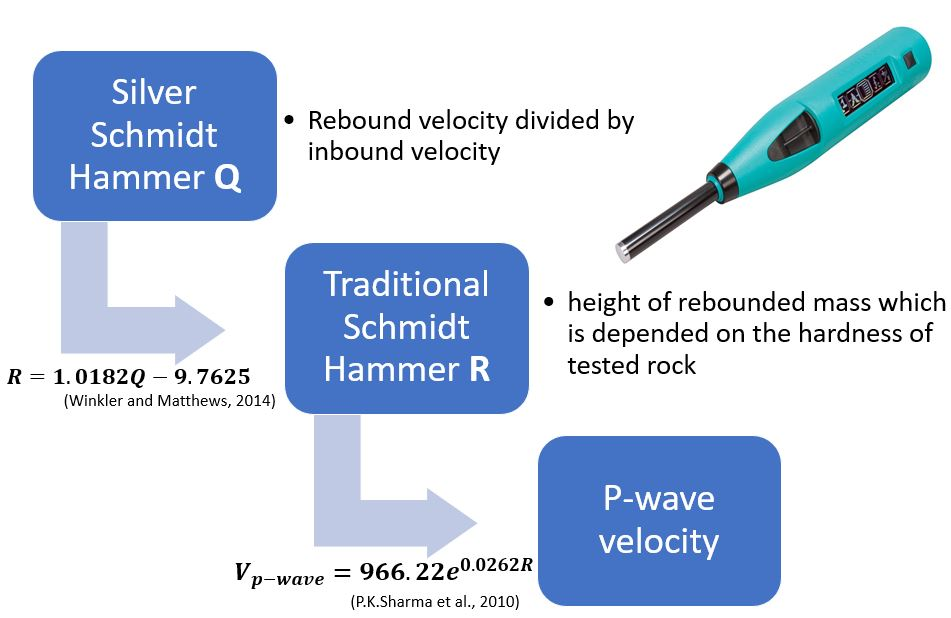 Silver
Schmidt
Hammer Q
• Rebound velocity divided by
inbound velocity
R = 1.0182Q − 9.7625
(Winkler and Matthews, 2014)
Traditional
Schmidt
Hammer R
• height of rebounded mass which
is depended on the hardness of
tested rock
V_{p−wave} = 966.22e^{0.0262R}
(P.K.Sharma et al., 2010)
P-wave
velocity